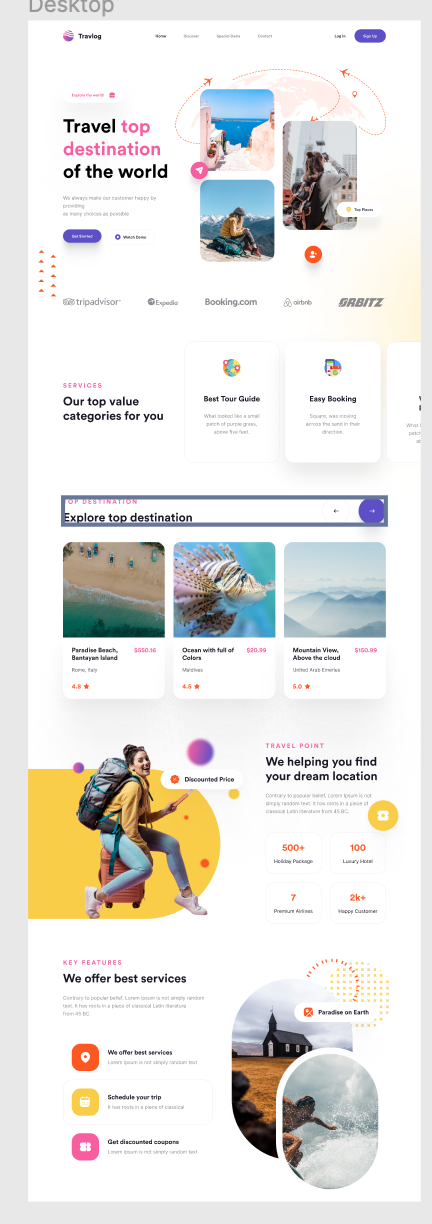 Desktop
Travlog
Home Discover Special Deals Contact
Log In Sign Up
Explore the world!
Travel top
destination
of the world
We always make our customer happy by
providing
as many choices as possible
Get Started Watch Demo
Top Places
tripadvisor
Expedia
Booking.com
airbnb
ORBITZ
SERVICES
Our top value
categories for you
Best Tour Guide
What looked like a small
patch of purple grass,
above five feet.
Easy Booking
Square, was moving
across the sand in their
direction.
What
patc
TOP DESTINATION
Explore top destination
Paradise Beach,
Bantayan Island
$550.16
Rome, Italy
4.8
Ocean with full of
Colors
$20.99
Maldives
4.5
Mountain View,
Above the cloud
$150.99
United Arab Emeries
5.0
Discounted Price
TRAVEL POINT
We helping you find
your dream location
Contrary to popular belief, Lorem Ipsum is not
simply random text. It has roots in a piece of
classical Latin literature from 45 BC.
500+
Holiday Package
100
Luxury Hotel
7
Premium Airlines
2k+
Happy Customer
KEY FEATURES
We offer best services
Contrary to popular belief, Lorem Ipsum is not simply random
text. It has roots in a piece of classical Latin literature
from 45 BC.
We offer best services
Lorem Ipsum is not simply random text
Schedule your trip
It has roots in a piece of classical
Get discounted coupons
Lorem Ipsum is not simply random text
Paradise on Earth